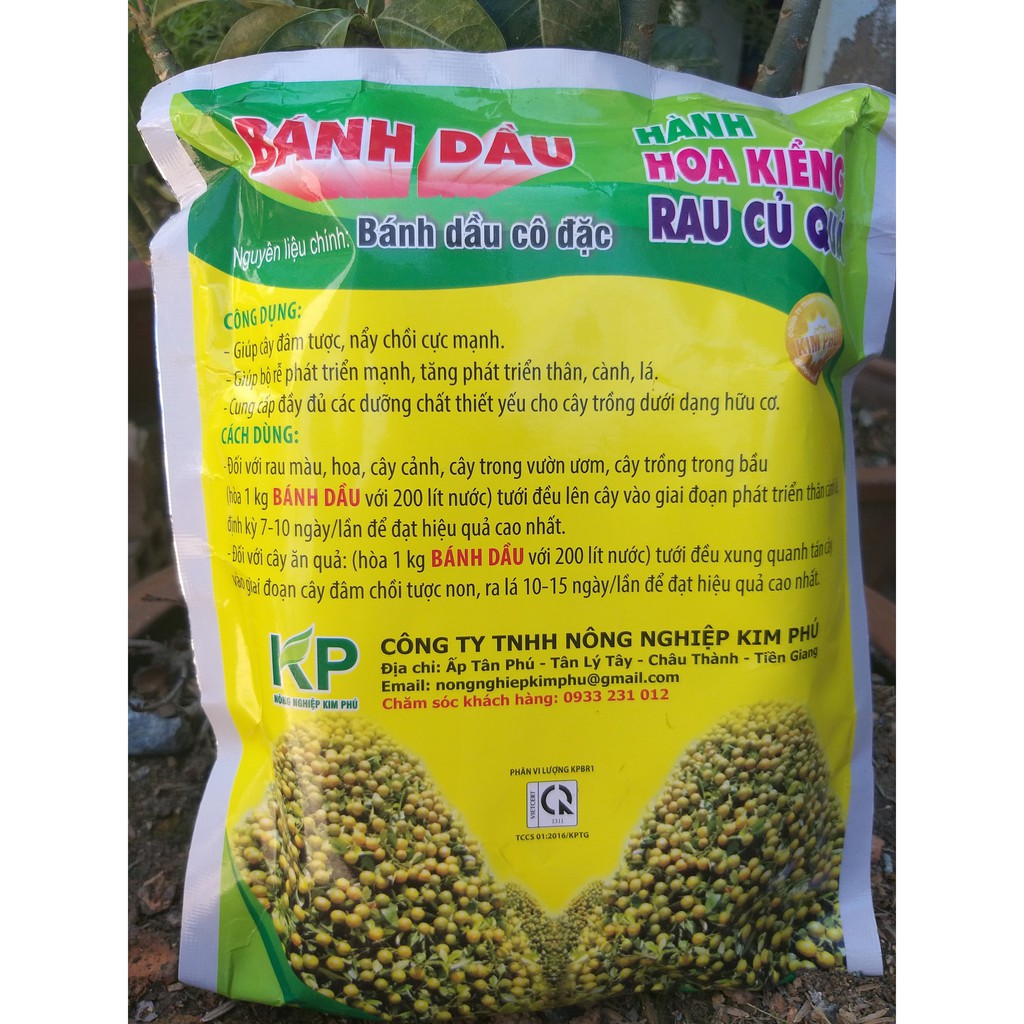 BÁNH DẦU
HÀNH
HOA KIỂNG
RAU CỦ QUẢ
Nguyên liệu chính: Bánh dầu cô đặc
KIM PHÚ
CÔNG DỤNG:
– Giúp cây đâm tược, nẩy chồi cực mạnh.
– Giúp bộ rễ phát triển mạnh, tăng phát triển thân, cành, lá.
- Cung cấp đầy đủ các dưỡng chất thiết yếu cho cây trồng dưới dạng hữu cơ.
CÁCH DÙNG:
-Đối với rau màu, hoa, cây cảnh, cây trong vườn ươm, cây trồng trong bầu
(hòa 1 kg BÁNH DẦU với 200 lít nước) tưới đều lên cây vào giai đoạn phát triển thân cành lá
định kỳ 7-10 ngày/lần để đạt hiệu quả cao nhất.
-Đối với cây ăn quả: (hòa 1 kg BÁNH DẦU với 200 lít nước) tưới đều xung quanh tán cây
vào giai đoạn cây đâm chồi tược non, ra lá 10-15 ngày/lần để đạt hiệu quả cao nhất.
KP
NÔNG NGHIỆP KIM PHÚ
CÔNG TY TNHH NÔNG NGHIỆP KIM PHÚ
Địa chỉ: Ấp Tân Phú - Tân Lý Tây - Châu Thành - Tiền Giang
Email: nongnghiepkimphu@gmail.com
Chăm sóc khách hàng: 0933 231 012
PHÂN VI LƯỢNG KPBR1
VIETCERT
1311
TCCS 01:2016/KPTG